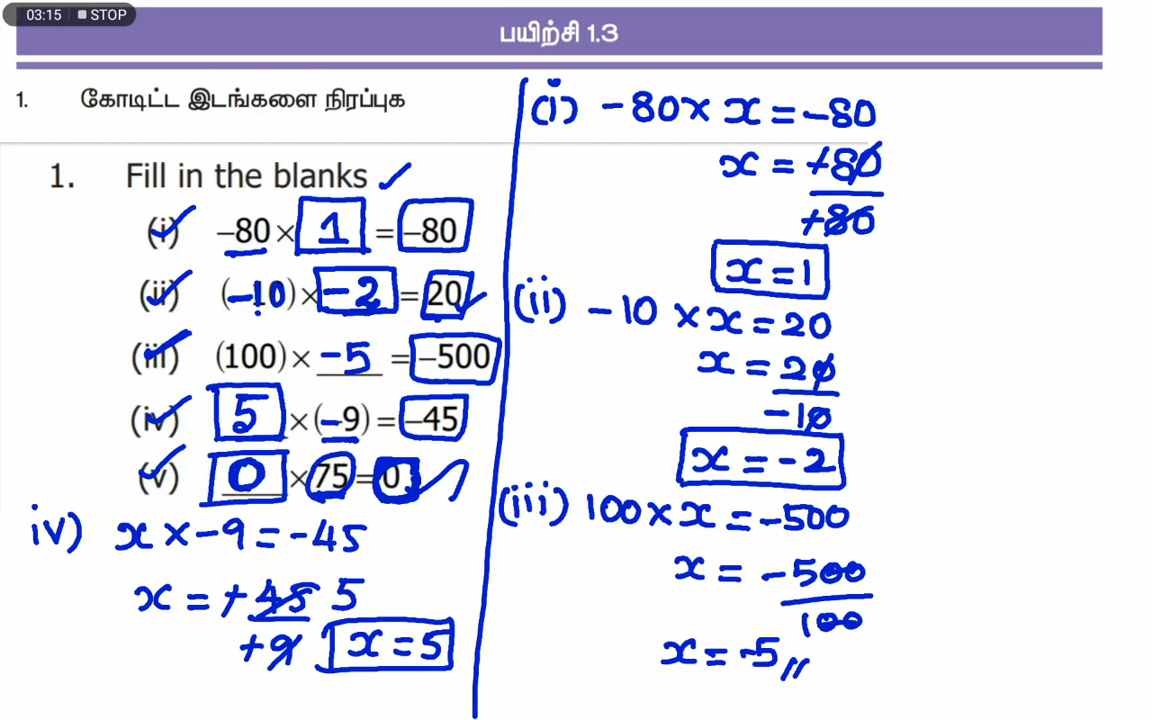 03:15 STOP
பயிற்சி 1.3
1. கோடிட்ட இடங்களை நிரப்புக
1. Fill in the blanks ✓
(i) –80 × 1 = –80
(ii) (–10) × –2 = 20
(iii) (100) × –5 = –500
(iv) 5 × (–9) = –45
(v) 0 × 75 = 0
iv) x × -9 = -45
x = +45 5
+9 x = 5
(i) -80 × x = -80
x = +80
+80
x = 1
(ii) -10 × x = 20
x = 20
-10
x = -2
(iii) 100 × x = -500
x = -500
100
x = -5 //